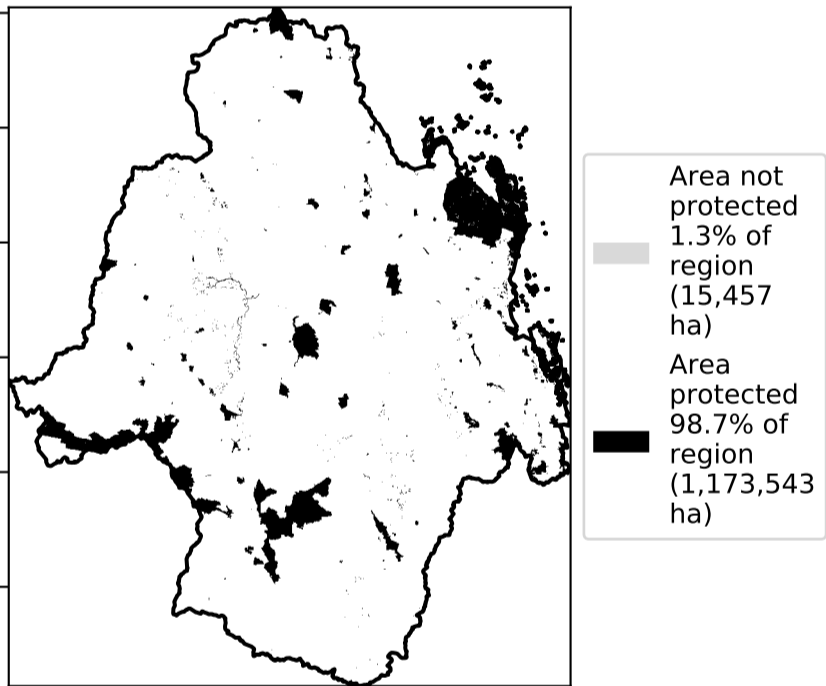 Area not
protected
1.3% of
region
(15,457
ha)
Area
protected
98.7% of
region
(1,173,543
ha)